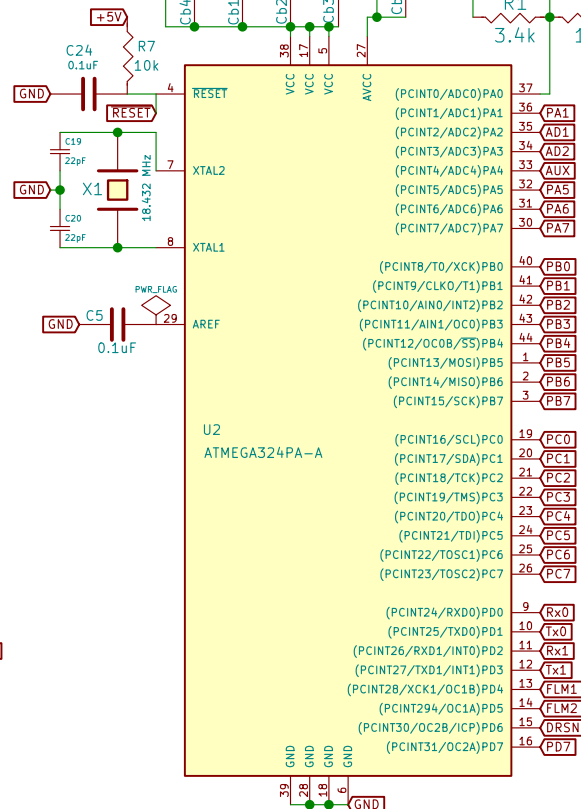 +5V
Cb4
Cb1
Cb2
Cb3
Cb
R1
3.4k
1
C24
0.1uF
R7
10k
GND
RESET
4
RESET
38
VCC
17
VCC
5
VCC
27
AVCC
C19
22pF
GND
X1
18.432 MHz
C20
22pF
7
XTAL2
8
XTAL1
PWR_FLAG
C5
GND
0.1uF
29
AREF
U2
ATMEGA324PA-A
(PCINT0/ADC0)PA0 37
(PCINT1/ADC1)PA1 36 PA1
(PCINT2/ADC2)PA2 35 AD1
(PCINT3/ADC3)PA3 34 AD2
(PCINT4/ADC4)PA4 33 AUX
(PCINT5/ADC5)PA5 32 PA5
(PCINT6/ADC6)PA6 31 PA6
(PCINT7/ADC7)PA7 30 PA7
(PCINT8/T0/XCK)PB0 40 PB0
(PCINT9/CLKO/T1)PB1 41 PB1
(PCINT10/AIN0/INT2)PB2 42 PB2
(PCINT11/AIN1/OC0)PB3 43 PB3
(PCINT12/OC0B/SS)PB4 44 PB4
(PCINT13/MOSI)PB5 1 PB5
(PCINT14/MISO)PB6 2 PB6
(PCINT15/SCK)PB7 3 PB7
(PCINT16/SCL)PC0 19 PC0
(PCINT17/SDA)PC1 20 PC1
(PCINT18/TCK)PC2 21 PC2
(PCINT19/TMS)PC3 22 PC3
(PCINT20/TDO)PC4 23 PC4
(PCINT21/TDI)PC5 24 PC5
(PCINT22/TOSC1)PC6 25 PC6
(PCINT23/TOSC2)PC7 26 PC7
(PCINT24/RXD0)PD0 9 Rx0
(PCINT25/TXD0)PD1 10 Tx0
(PCINT26/RXD1/INT0)PD2 11 Rx1
(PCINT27/TXD1/INT1)PD3 12 Tx1
(PCINT28/XCK1/OC1B)PD4 13 FLM1
(PCINT294/OC1A)PD5 14 FLM2
(PCINT30/OC2B/ICP)PD6 15 DRSN
(PCINT31/OC2A)PD7 16 PD7
GND
39
GND
28
GND
18
GND
6
GND